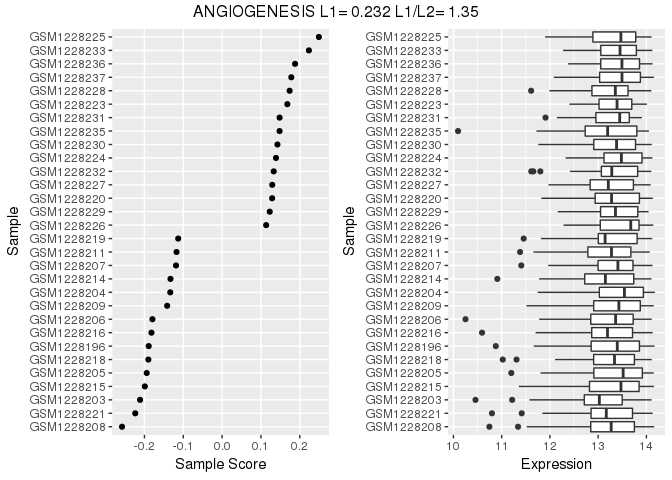 ANGIOGENESIS L1= 0.232 L1/L2= 1.35
Sample
GSM1228225
GSM1228233
GSM1228236
GSM1228237
GSM1228228
GSM1228223
GSM1228231
GSM1228235
GSM1228230
GSM1228224
GSM1228232
GSM1228227
GSM1228220
GSM1228229
GSM1228226
GSM1228219
GSM1228211
GSM1228207
GSM1228214
GSM1228204
GSM1228209
GSM1228206
GSM1228216
GSM1228196
GSM1228218
GSM1228205
GSM1228215
GSM1228203
GSM1228221
GSM1228208
-0.2 -0.1 0.0 0.1 0.2
Sample Score
Sample
GSM1228225
GSM1228233
GSM1228236
GSM1228237
GSM1228228
GSM1228223
GSM1228231
GSM1228235
GSM1228230
GSM1228224
GSM1228232
GSM1228227
GSM1228220
GSM1228229
GSM1228226
GSM1228219
GSM1228211
GSM1228207
GSM1228214
GSM1228204
GSM1228209
GSM1228206
GSM1228216
GSM1228196
GSM1228218
GSM1228205
GSM1228215
GSM1228203
GSM1228221
GSM1228208
10 11 12 13 14
Expression